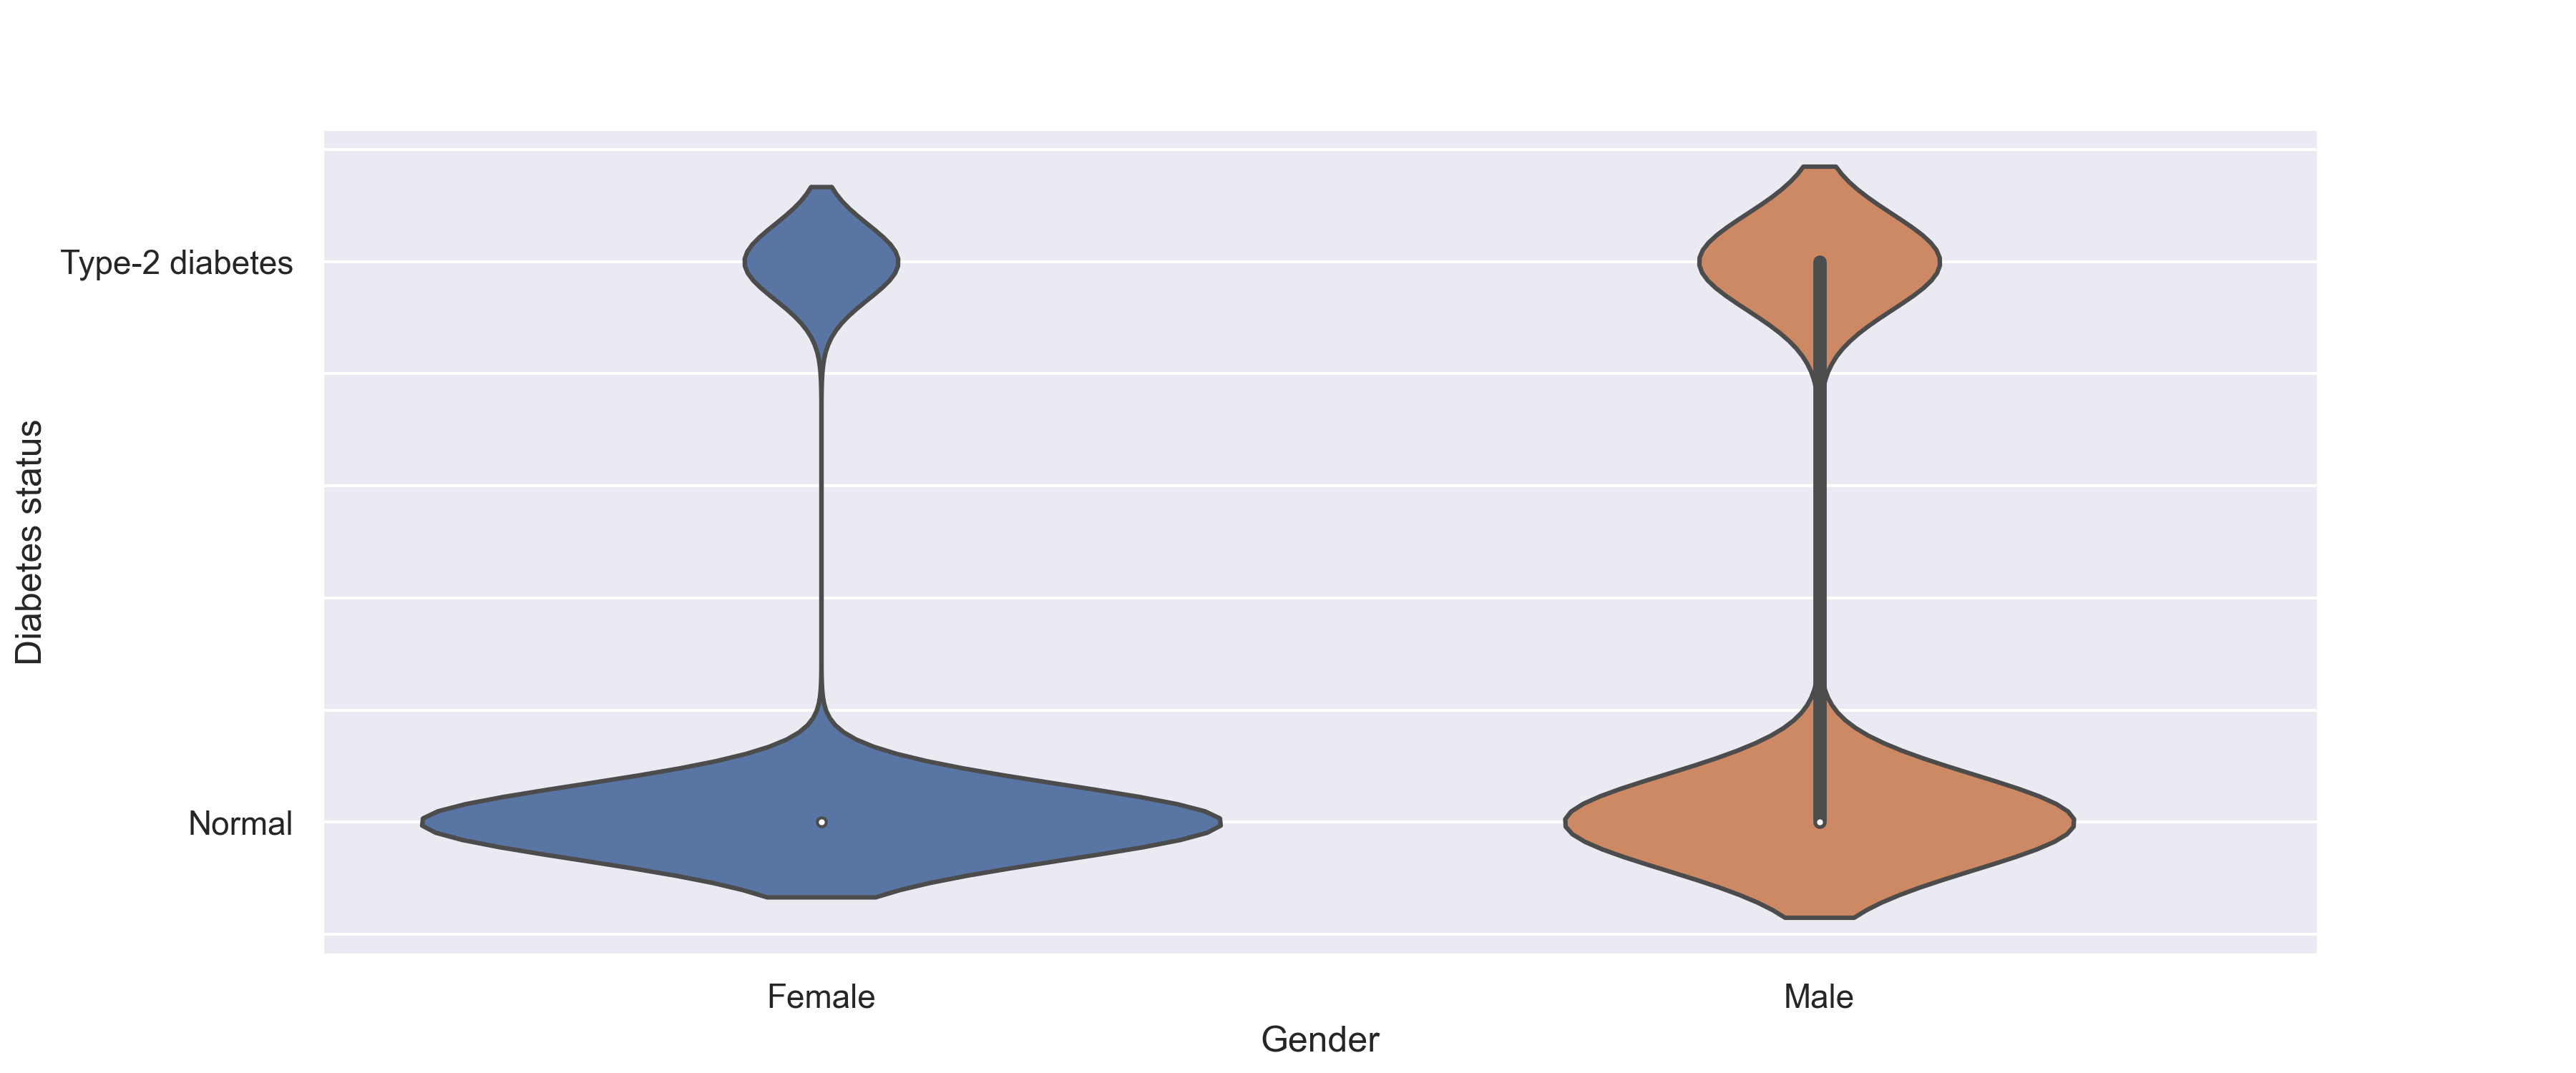 Type-2 diabetes
Diabetes status
Normal
Female
Male
Gender